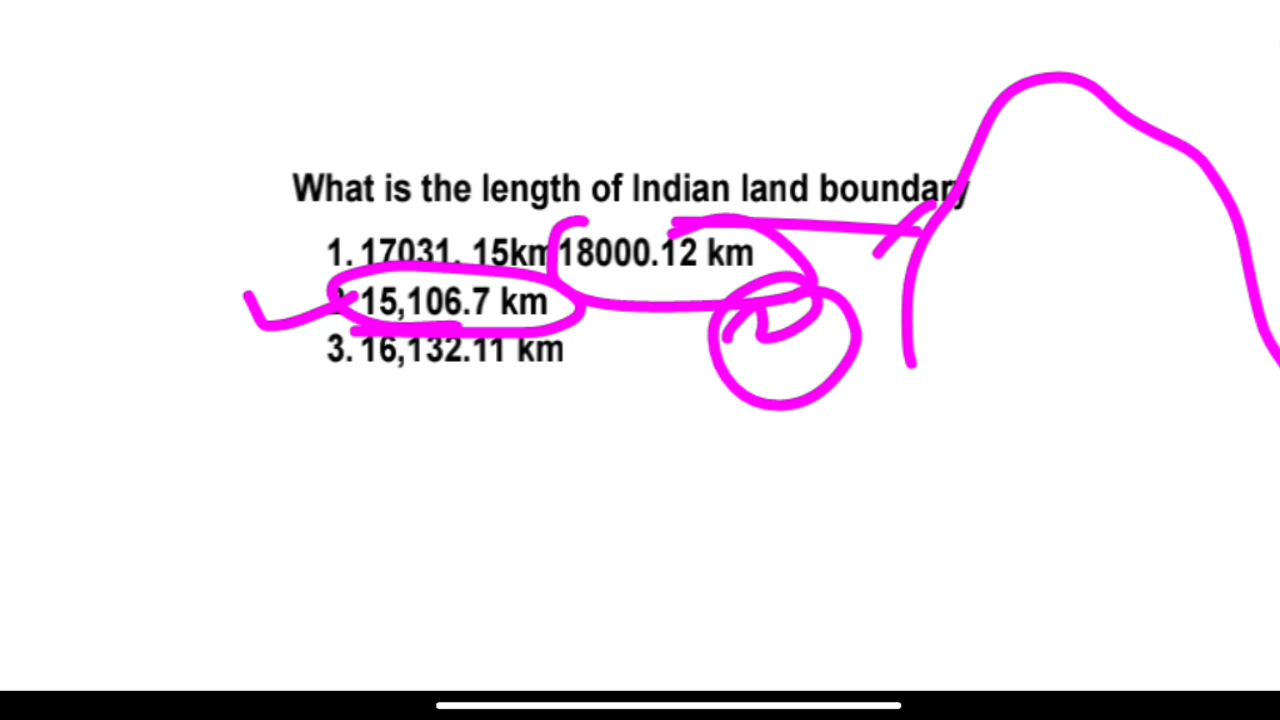 What is the length of Indian land boundary
1. 17031. 15km 18000.12 km
2. 15,106.7 km
3. 16,132.11 km